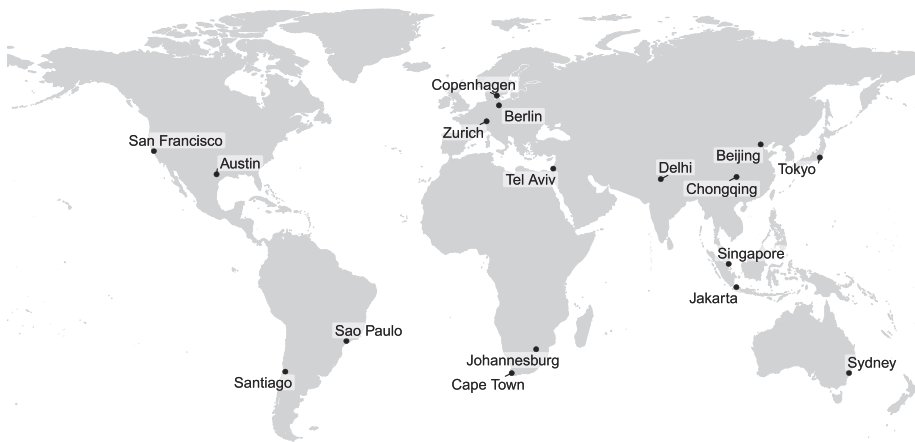 Copenhagen
Berlin
Zurich
San Francisco
Austin
Beijing
Tokyo
Tel Aviv
Delhi
Chongqing
Singapore
Jakarta
Sao Paulo
Johannesburg
Sydney
Santiago
Cape Town